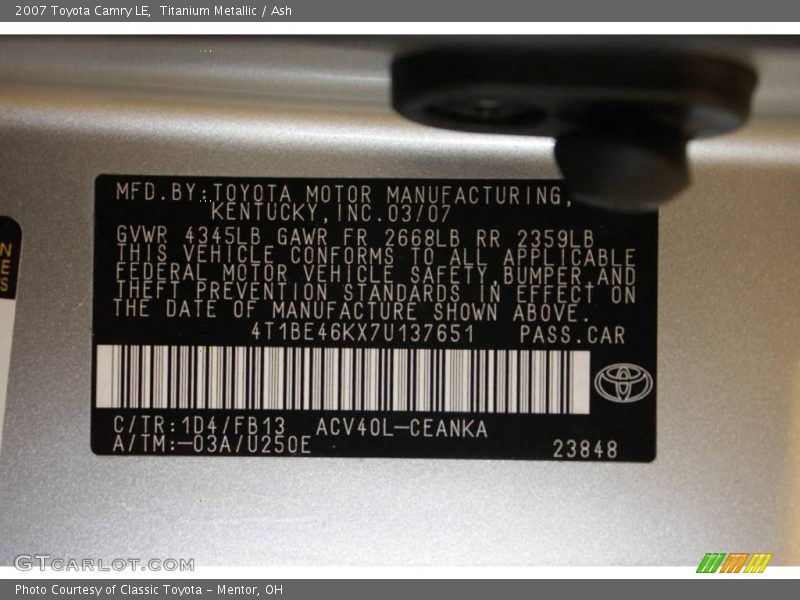 2007 Toyota Camry LE,  Titanium Metallic / Ash
MFD.BY:TOYOTA MOTOR MANUFACTURING,
KENTUCKY,INC.03/07
GVWR 4345LB GAWR FR 2668LB RR 2359LB
THIS VEHICLE CONFORMS TO ALL APPLICABLE
FEDERAL MOTOR VEHICLE SAFETY,BUMPER,AND
THEFT PREVENTION STANDARDS IN EFFECT ON
THE DATE OF MANUFACTURE SHOWN ABOVE.
4T1BE46KX7U137651 PASS.CAR
C/TR:1D4/FB13 ACV40L-CEANKA
A/TM:-03A/U250E 23848
GTCARLOT.COM
Photo Courtesy of Classic Toyota - Mentor, OH